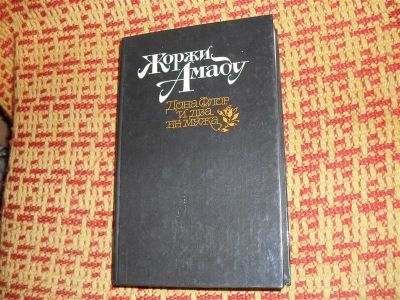 Жоржи
Амаду
Дона Флор
и два
ее мужа